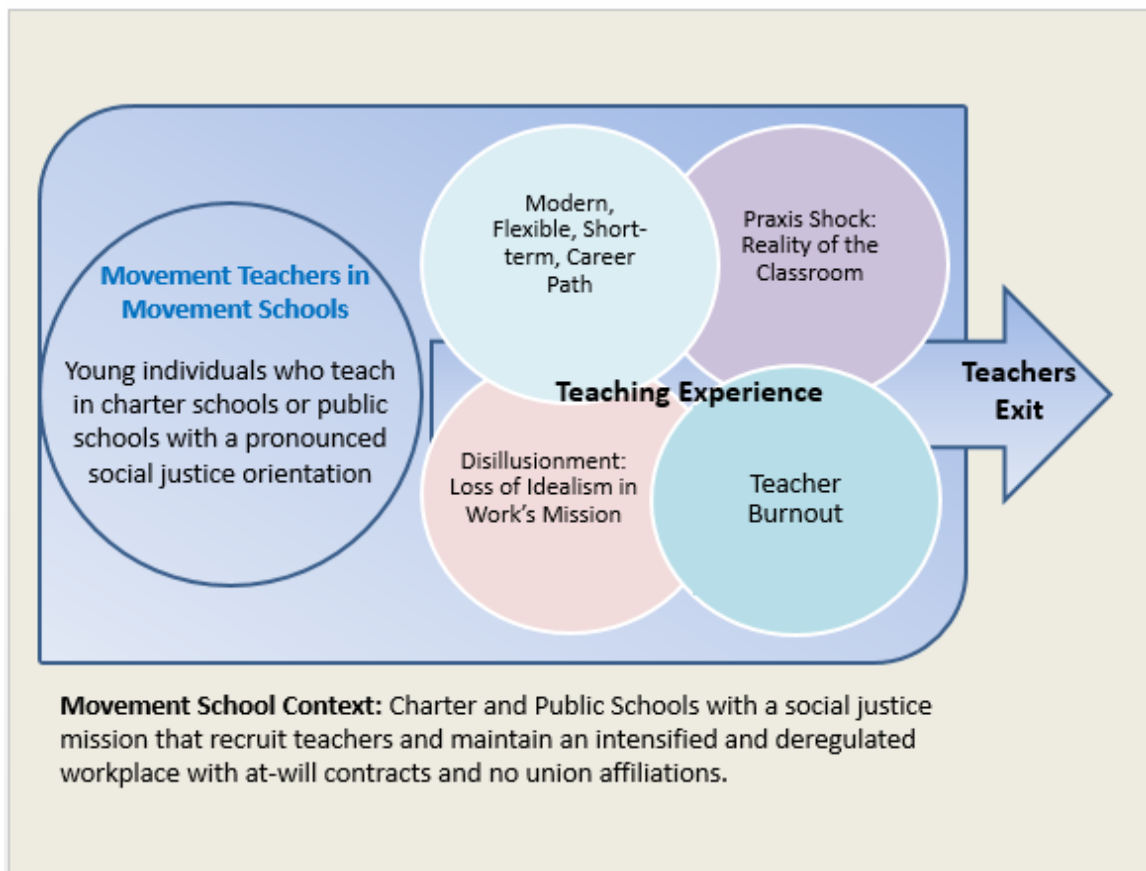 Movement Teachers in
Movement Schools
Young individuals who teach
in charter schools or public
schools with a pronounced
social justice orientation
Modern,
Flexible, Short-
term, Career
Path
Praxis Shock:
Reality of the
Classroom
Teaching Experience
Disillusionment:
Loss of Idealism in
Work's Mission
Teacher
Burnout
Teachers
Exit
Movement School Context: Charter and Public Schools with a social justice
mission that recruit teachers and maintain an intensified and deregulated
workplace with at-will contracts and no union affiliations.